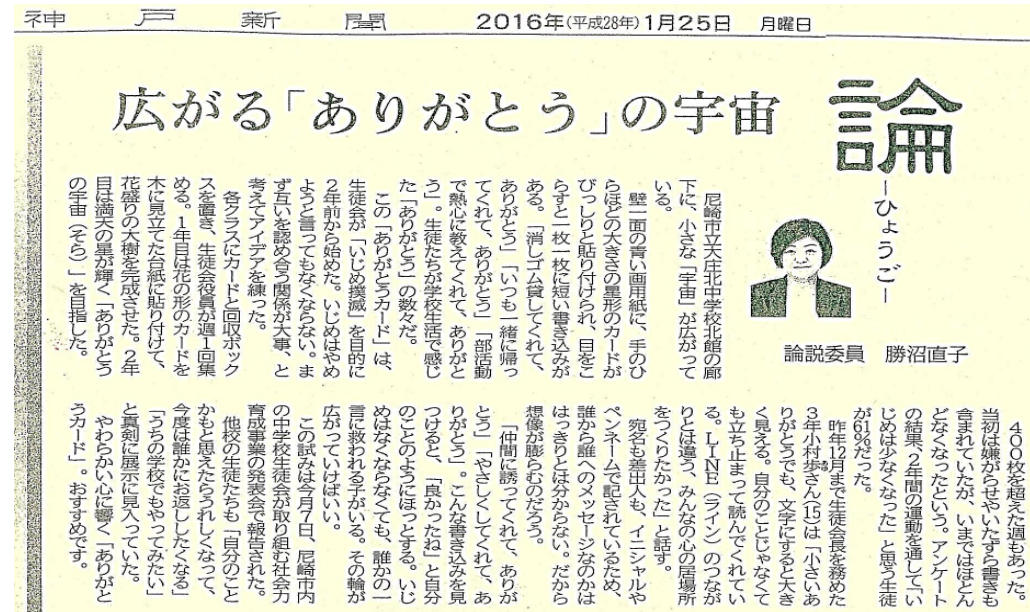 神戸新聞 2016年(平成28年)1月25日 月曜日
論
―ひょうご―
広がる「ありがとう」の宇宙
論説委員 勝沼直子
尼崎市立大庄北中学校北館の廊
下に、小さな「宇宙」が広がって
いる。
壁一面の青い画用紙に、手のひ
らほどの大きさの星形のカードが
びっしりと貼り付けられ、目をこ
らすと一枚一枚に短い書き込みが
ある。「消しゴム貸してくれて、
ありがとう」「いつも一緒に帰っ
てくれて、ありがとう」「部活動
で熱心に教えてくれて、ありがと
う」。生徒たちが学校生活で感じ
た「ありがとう」の数々だ。
この「ありがとうカード」は、
生徒会が「いじめ撲滅」を目的に
2年前から始めた。いじめはやめ
ようと言ってもなくならない。ま
ず互いを認め合う関係が大事、と
考えてアイデアを練った。
各クラスにカードと回収ボック
スを置き、生徒会役員が週1回集
める。1年目は花の形のカードを
木に見立てた台紙に貼り付けて、
花盛りの大樹を完成させた。2年
目は満天の星が輝く「ありがとう
の宇宙(そら)」を目指した。
400枚を超えた週もあった。
当初は嫌がらせやいたずら書きも
含まれていたが、いまではほとん
どなくなったという。アンケート
の結果、2年間の運動を通して「い
じめは少なくなった」と思う生徒
が61%だった。
昨年12月まで生徒会長を務めた
3年小村歩さん(15)は「小さいあ
りがとうでも、文字にすると大き
く見える。自分のことじゃなくて
も立ち止まって読んでくれてい
る。LINE(ライン)のつなが
りとは違う、みんなの心の居場所
をつくりたかった」と話す。
宛名も差出人も、イニシャルや
ペンネームで記されているため、
誰から誰へのメッセージなのかは
はっきりとは分からない。だから
想像が膨らむのだろう。
「仲間に誘ってくれて、ありが
とう」「やさしくしてくれて、あ
りがとう」。こんな書き込みを見
つけると、「良かったね」と自分
のことのようにほっとする。いじ
めはなくならなくても、誰かの一
言に救われる子がいる。その輪が
広がっていけばいい。
この試みは今月7日、尼崎市内
の中学校生徒会が取り組む社会力
育成事業の発表会で報告された。
他校の生徒たちも「自分のこと
かもと思えたらうれしくなって、
今度は誰かにお返ししたくなる」
「うちの学校でもやってみたい」
と真剣に展示に見入っていた。
やわらかい心に響く「ありがと
うカード」。おすすめです。